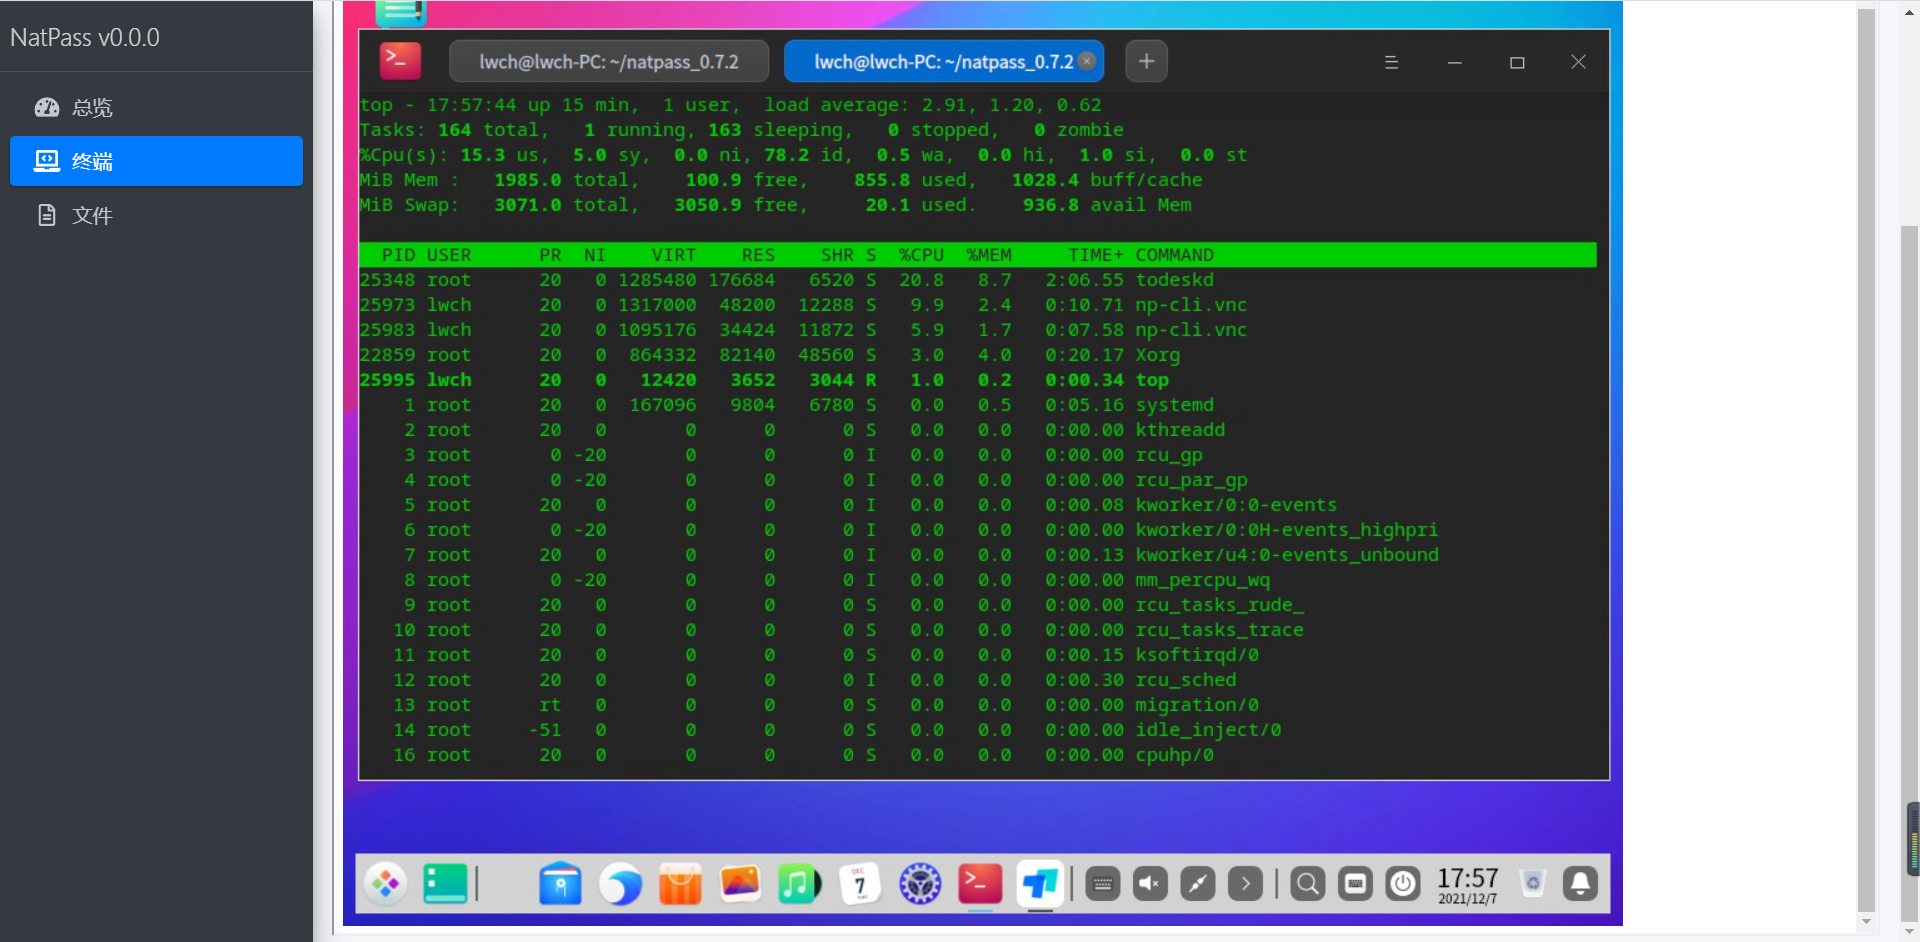 NatPass v0.0.0
总览
终端
文件
lwch@lwch-PC: ~/natpass_0.7.2
lwch@lwch-PC: ~/natpass_0.7.2
top - 17:57:44 up 15 min,  1 user,  load average: 2.91, 1.20, 0.62
Tasks: 164 total,   1 running, 163 sleeping,   0 stopped,   0 zombie
%Cpu(s): 15.3 us,  5.0 sy,  0.0 ni, 78.2 id,  0.5 wa,  0.0 hi,  1.0 si,  0.0 st
MiB Mem :   1985.0 total,    100.9 free,    855.8 used,   1028.4 buff/cache
MiB Swap:   3071.0 total,   3050.9 free,     20.1 used.    936.8 avail Mem
PID USER      PR  NI    VIRT    RES    SHR S  %CPU  %MEM     TIME+ COMMAND
25348 root      20   0 1285480 176684   6520 S  20.8   8.7   2:06.55 todeskd
25973 lwch      20   0 1317000  48200  12288 S   9.9   2.4   0:10.71 np-cli.vnc
25983 lwch      20   0 1095176  34424  11872 S   5.9   1.7   0:07.58 np-cli.vnc
22859 root      20   0  864332  82140  48560 S   3.0   4.0   0:20.17 Xorg
25995 lwch      20   0   12420   3652   3044 R   1.0   0.2   0:00.34 top
1 root      20   0  167096   9804   6780 S   0.0   0.5   0:05.16 systemd
2 root      20   0       0      0      0 S   0.0   0.0   0:00.00 kthreadd
3 root       0 -20       0      0      0 I   0.0   0.0   0:00.00 rcu_gp
4 root       0 -20       0      0      0 I   0.0   0.0   0:00.00 rcu_par_gp
5 root      20   0       0      0      0 I   0.0   0.0   0:00.08 kworker/0:0-events
6 root       0 -20       0      0      0 I   0.0   0.0   0:00.00 kworker/0:0H-events_highpri
7 root      20   0       0      0      0 I   0.0   0.0   0:00.13 kworker/u4:0-events_unbound
8 root       0 -20       0      0      0 I   0.0   0.0   0:00.00 mm_percpu_wq
9 root      20   0       0      0      0 S   0.0   0.0   0:00.00 rcu_tasks_rude_
10 root      20   0       0      0      0 S   0.0   0.0   0:00.00 rcu_tasks_trace
11 root      20   0       0      0      0 S   0.0   0.0   0:00.15 ksoftirqd/0
12 root      20   0       0      0      0 I   0.0   0.0   0:00.30 rcu_sched
13 root      rt   0       0      0      0 S   0.0   0.0   0:00.00 migration/0
14 root     -51   0       0      0      0 S   0.0   0.0   0:00.00 idle_inject/0
16 root      20   0       0      0      0 S   0.0   0.0   0:00.00 cpuhp/0
DEC
7
17:57
2021/12/7